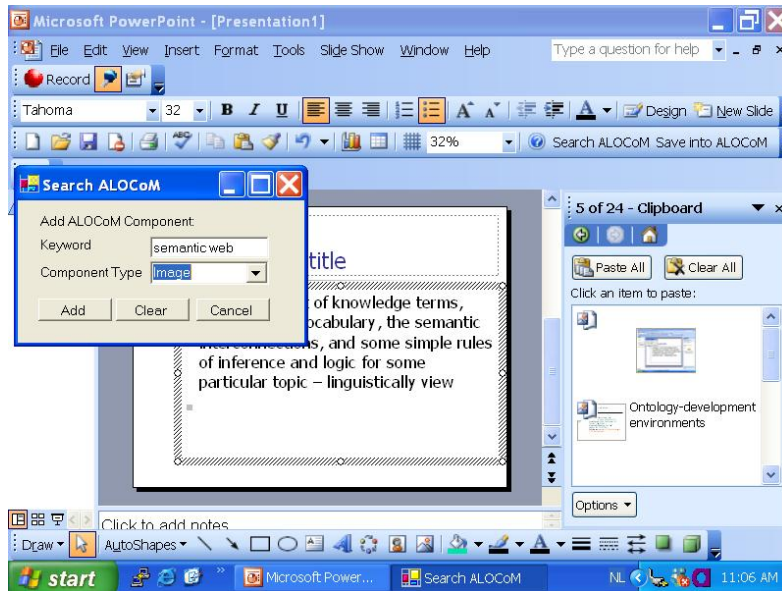 Microsoft PowerPoint - [Presentation1]
File Edit View Insert Format Tools Slide Show Window Help Type a question for help
Record
Tahoma 32 B I U A A A Design New Slide
32% Search ALOCoM Save into ALOCoM
Search ALOCoM
Add ALOCoM Component:
Keyword semantic web
Component Type Image
Add Clear Cancel
title
of knowledge terms,
vocabulary, the semantic
interconnections, and some simple rules
of inference and logic for some
particular topic – linguistically view
5 of 24 - Clipboard
Paste All Clear All
Click an item to paste:
Ontology-development
environments
Options
Click to add notes
Draw AutoShapes A
start Microsoft Power... Search ALOCoM NL 11:06 AM